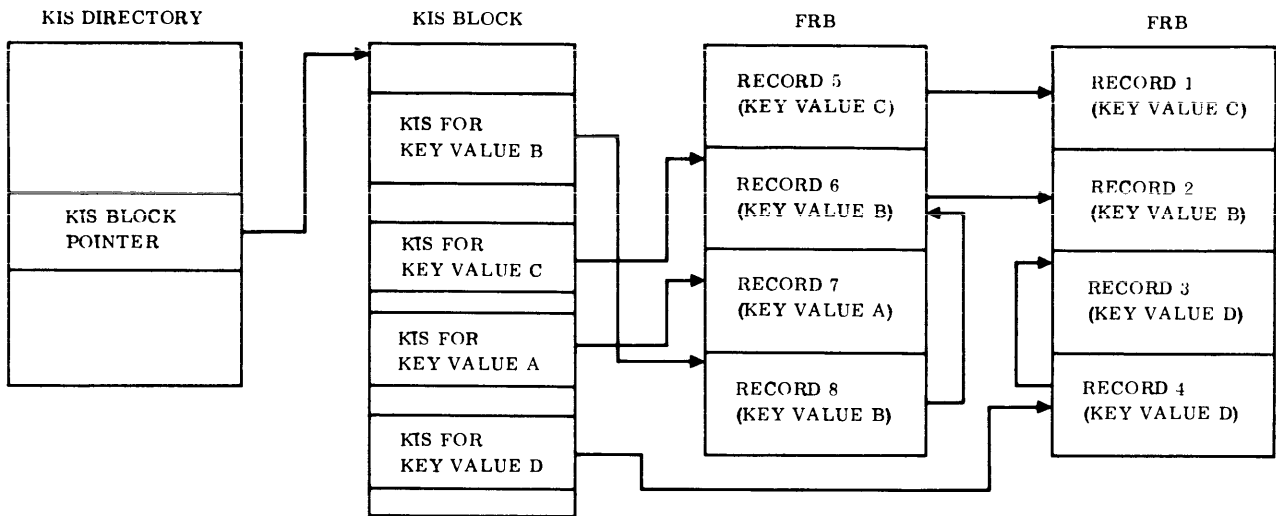 KIS DIRECTORY
KIS BLOCK
POINTER
KIS BLOCK
KIS FOR
KEY VALUE B
KIS FOR
KEY VALUE C
KIS FOR
KEY VALUE A
KIS FOR
KEY VALUE D
FRB
RECORD 5
(KEY VALUE C)
RECORD 6
(KEY VALUE B)
RECORD 7
(KEY VALUE A)
RECORD 8
(KEY VALUE B)
FRB
RECORD 1
(KEY VALUE C)
RECORD 2
(KEY VALUE B)
RECORD 3
(KEY VALUE D)
RECORD 4
(KEY VALUE D)